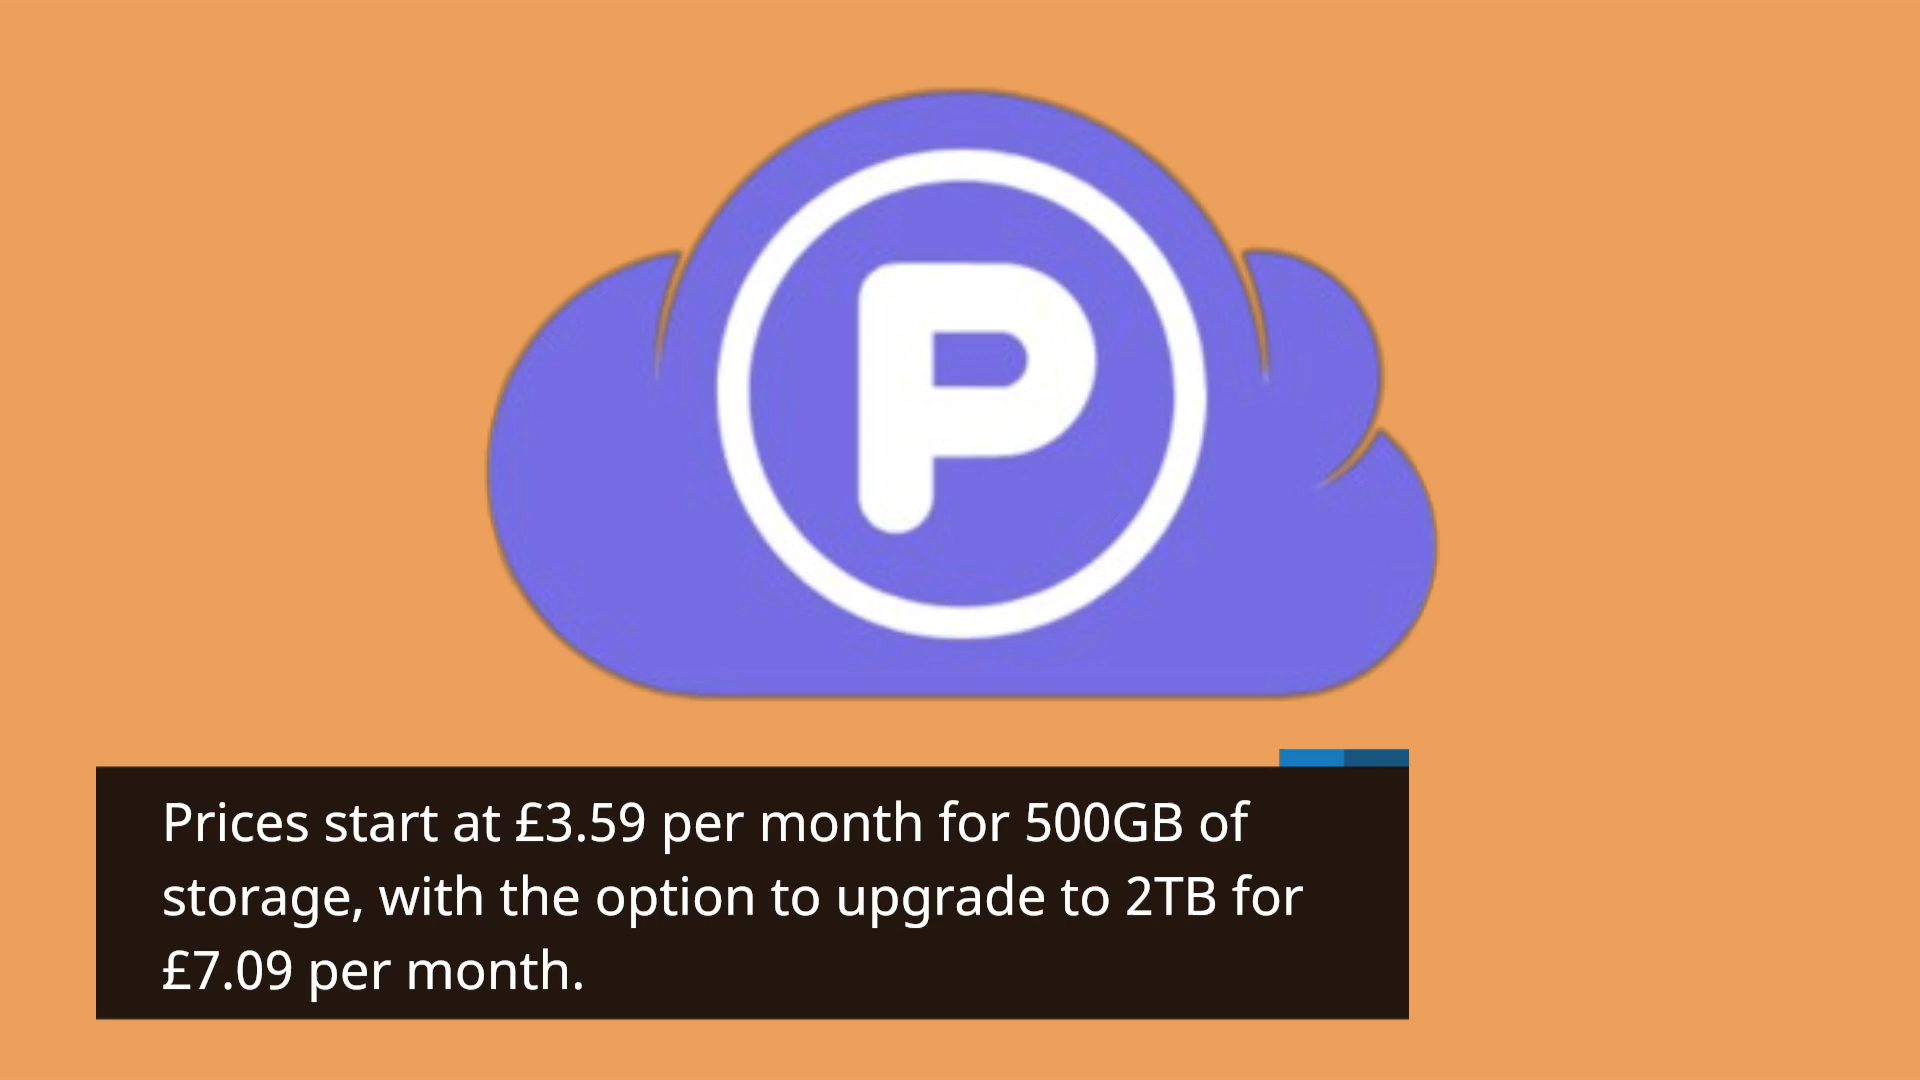 P
Prices start at £3.59 per month for 500GB of
storage, with the option to upgrade to 2TB for
£7.09 per month.